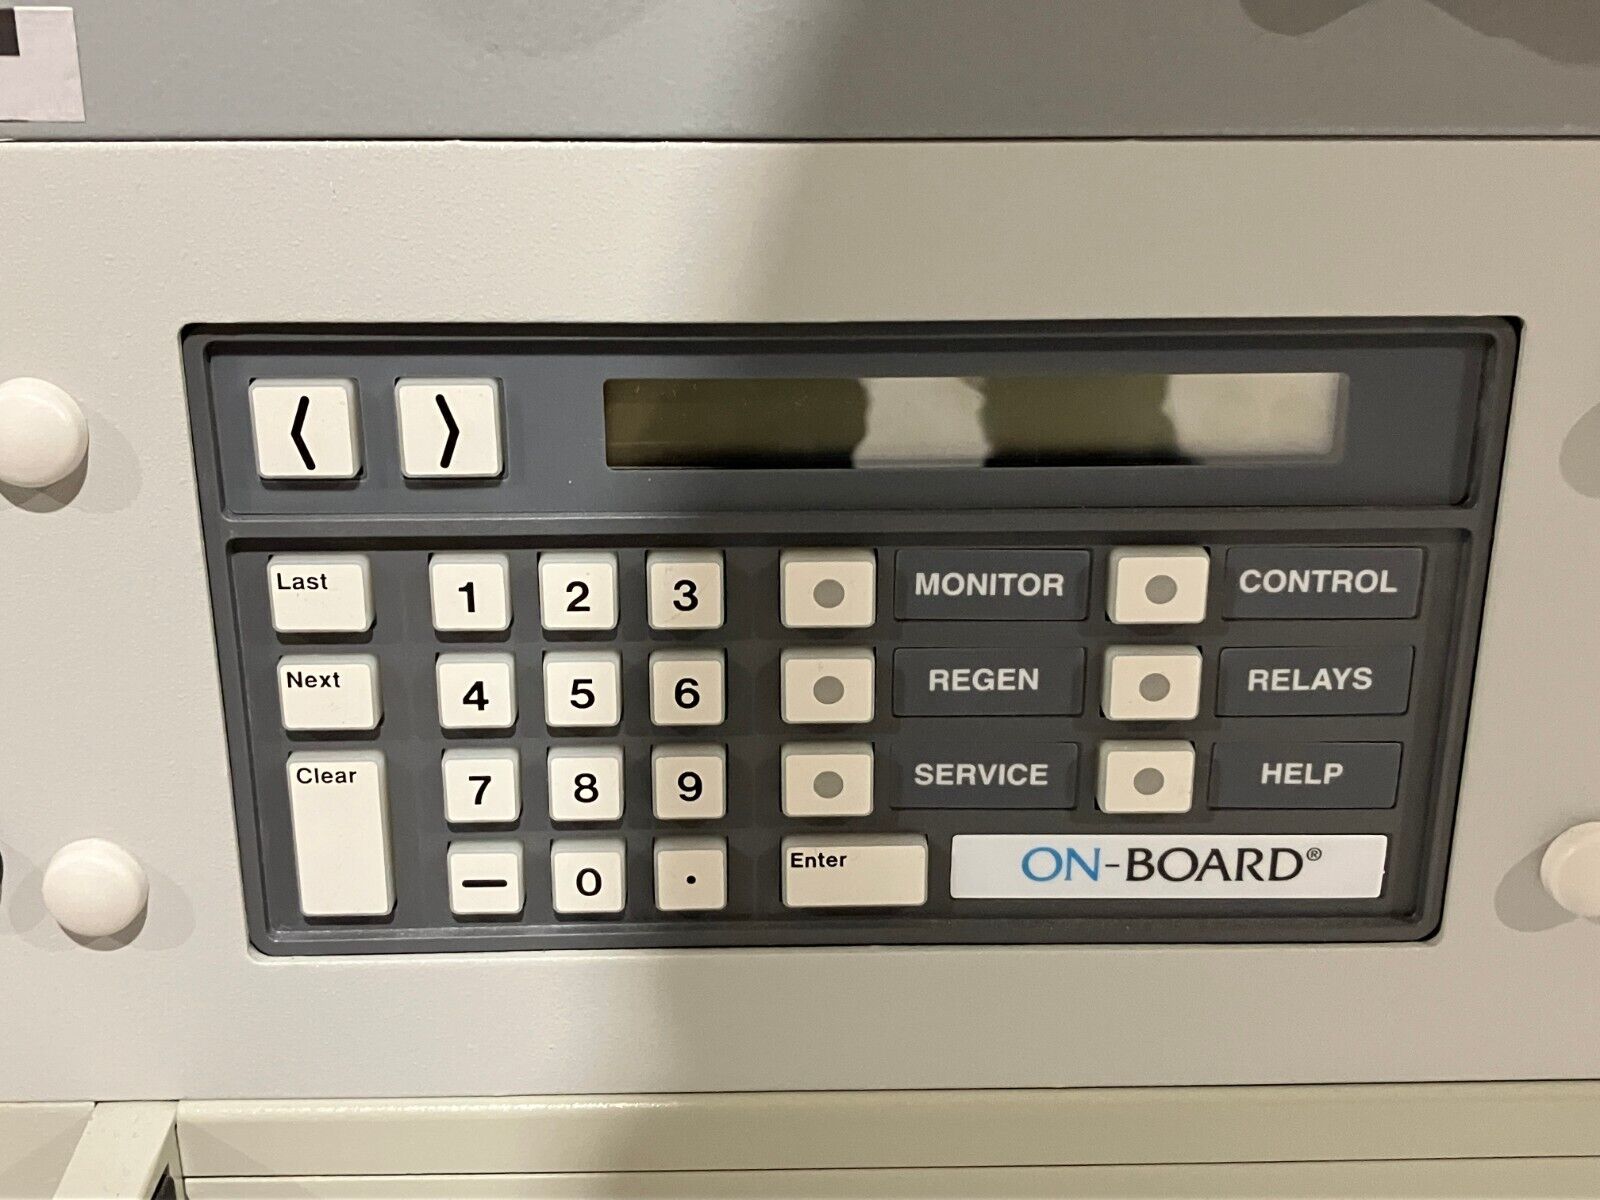 < >
Last 1 2 3 MONITOR CONTROL
Next 4 5 6 REGEN RELAYS
Clear 7 8 9 SERVICE HELP
— 0 . Enter ON-BOARD®